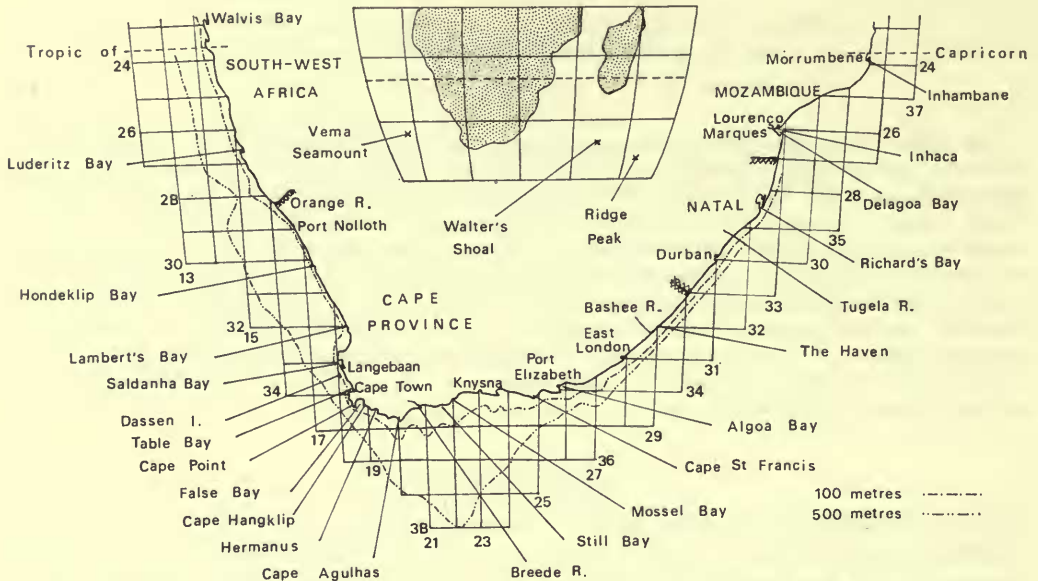 Walvis Bay
Tropic of
Capricorn
24
SOUTH-WEST
AFRICA
26
Luderitz Bay
28
Orange R.
Port Nolloth
30
13
Hondeklip Bay
15
32
CAPE
PROVINCE
Lambert's Bay
Saldanha Bay
Langebaan
34
Cape Town
Dassen I.
Table Bay
17
Cape Point
19
False Bay
Cape Hangklip
Hermanus
Cape Agulhas
38
21
23
Breede R.
Still Bay
25
Mossel Bay
27
36
Cape St Francis
Knysna
Port
Elizabeth
Algoa Bay
29
34
East
London
31
Bashee R.
The Haven
32
33
Tugela R.
Durban
30
Richard's Bay
35
NATAL
28
Delagoa Bay
Inhaca
26
Lourenco
Marques
MOZAMBIQUE
37
Inhambane
24
Morrumbene
Vema
Seamount
Walter's
Shoal
Ridge
Peak
100 metres
500 metres